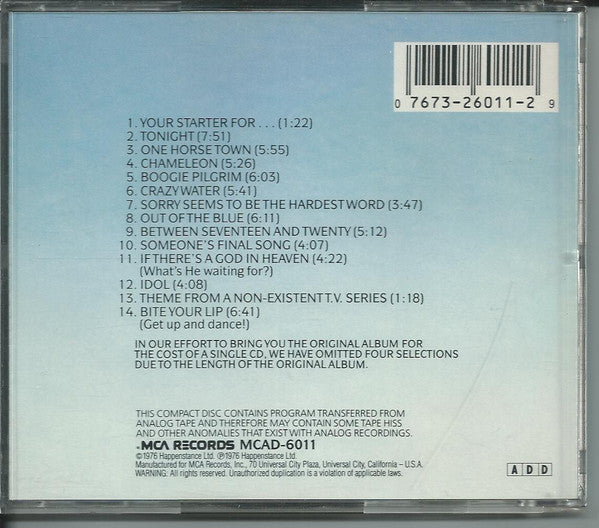 0 7673-26011-2 9
1. YOUR STARTER FOR . . . (1:22)
2. TONIGHT (7:51)
3. ONE HORSE TOWN (5:55)
4. CHAMELEON (5:26)
5. BOOGIE PILGRIM (6:03)
6. CRAZY WATER (5:41)
7. SORRY SEEMS TO BE THE HARDEST WORD (3:47)
8. OUT OF THE BLUE (6:11)
9. BETWEEN SEVENTEEN AND TWENTY (5:12)
10. SOMEONE'S FINAL SONG (4:07)
11. IF THERE'S A GOD IN HEAVEN (4:22)
(What's He waiting for?)
12. IDOL (4:08)
13. THEME FROM A NON-EXISTENT T.V. SERIES (1:18)
14. BITE YOUR LIP (6:41)
(Get up and dance!)
IN OUR EFFORT TO BRING YOU THE ORIGINAL ALBUM FOR
THE COST OF A SINGLE CD, WE HAVE OMITTED FOUR SELECTIONS
DUE TO THE LENGTH OF THE ORIGINAL ALBUM.
THIS COMPACT DISC CONTAINS PROGRAM TRANSFERRED FROM
ANALOG TAPE AND THEREFORE MAY CONTAIN SOME TAPE HISS
AND OTHER ANOMALIES THAT EXIST WITH ANALOG RECORDINGS.
MCA RECORDS MCAD-6011
©1976 Happenstance Ltd. ℗1976 Happenstance Ltd.
Manufactured for MCA Records, Inc., 70 Universal City Plaza, Universal City, California – U.S.A.
WARNING: All rights reserved. Unauthorized duplication is a violation of applicable laws.
A D D